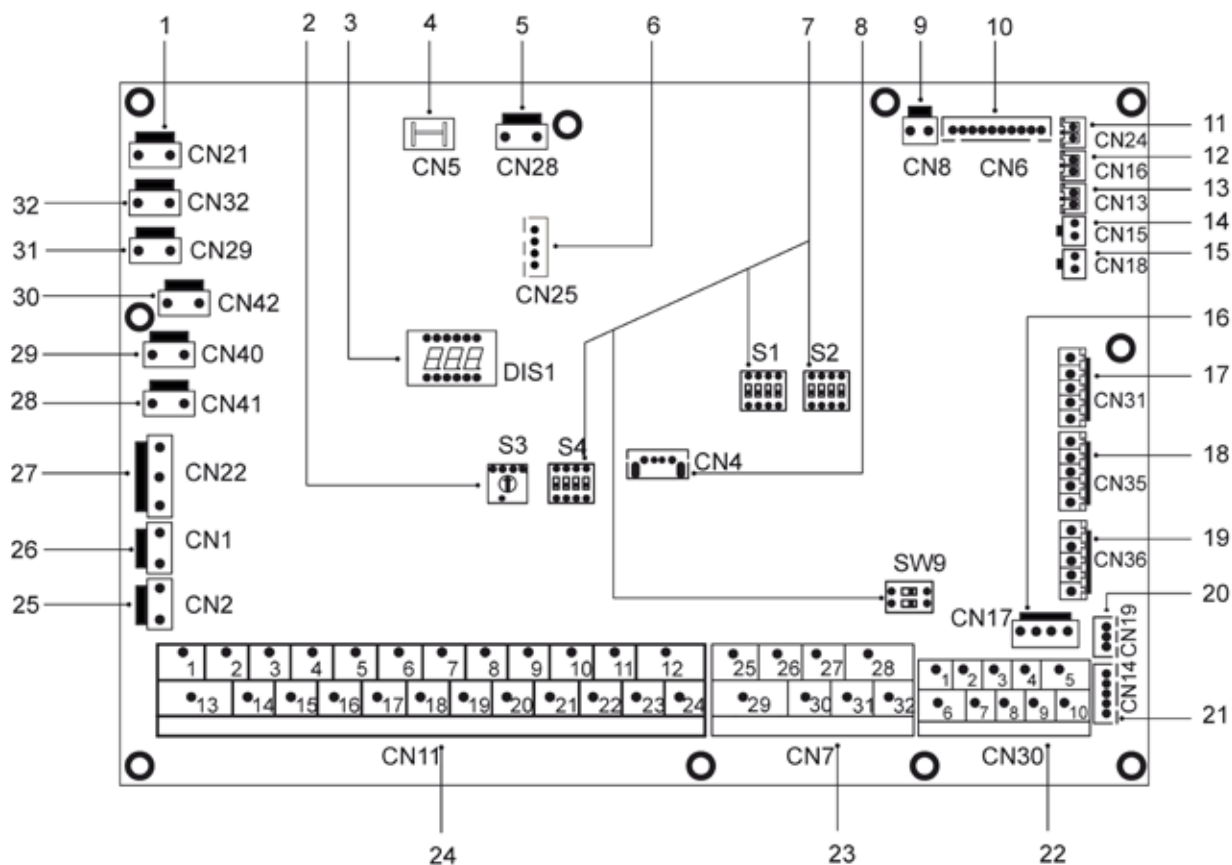 1 2 3 4 5 6 7 8 9 10
CN21 CN5 CN28 CN8 CN6 CN24 11
CN16 12
CN13 13
32 CN32
CN15 14
31 CN29 CN25 CN18 15
30 CN42 16
29 CN40 888 DIS1 S1 S2 17
28 CN41 CN31
S3 S4 CN4 18
27 CN22 CN35
26 CN1 19
SW9 CN36
25 CN2 CN17 20
CN19
1 2 3 4 5 6 7 8 9 10 11 12 25 26 27 28 1 2 3 4 5
13 14 15 16 17 18 19 20 21 22 23 24 29 30 31 32 6 7 8 9 10 CN14
21
CN11 CN7 CN30
24 23 22